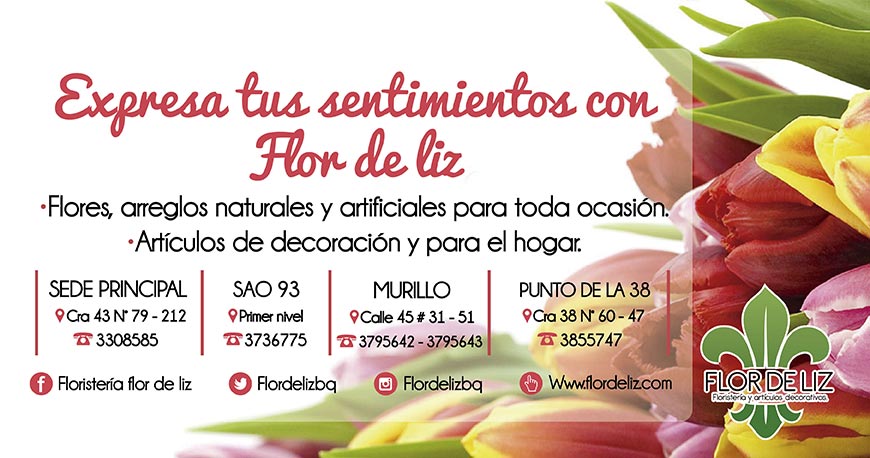 Expresa tus sentimientos con
Flor de liz
•Flores, arreglos naturales y artificiales para toda ocasión.
•Artículos de decoración y para el hogar.
SEDE PRINCIPAL
Cra 43 N° 79 - 212
3308585
SAO 93
Primer nivel
3736775
MURILLO
Calle 45 # 31 - 51
3795642 - 3795643
PUNTO DE LA 38
Cra 38 N° 60 - 47
3855747
Floristería flor de liz
Flordelizbq
Flordelizbq
Www.flordeliz.com
FLOR DE LIZ
Floristería y artículos decorativos.